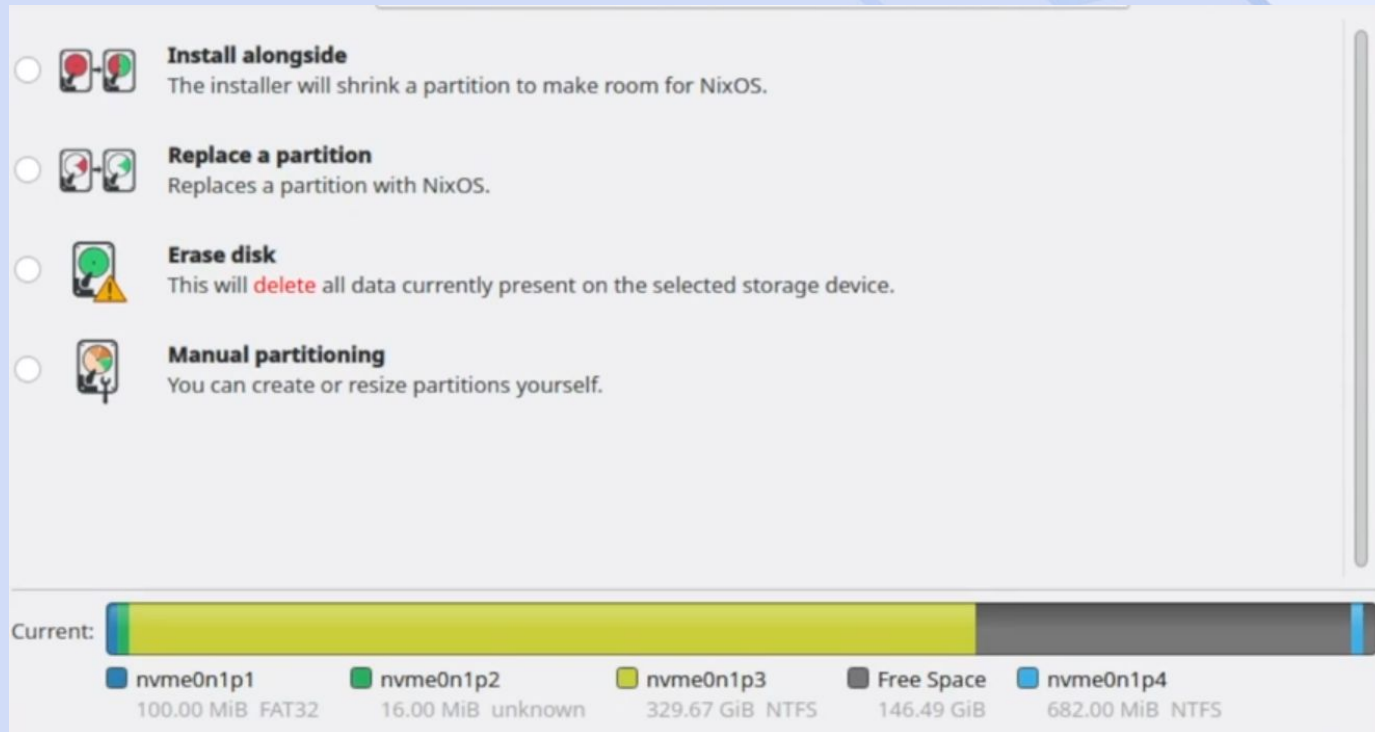 Install alongside
The installer will shrink a partition to make room for NixOS.
Replace a partition
Replaces a partition with NixOS.
Erase disk
This will delete all data currently present on the selected storage device.
Manual partitioning
You can create or resize partitions yourself.
Current:
nvme0n1p1 nvme0n1p2 nvme0n1p3 Free Space nvme0n1p4
100.00 MiB FAT32 16.00 MiB unknown 329.67 GiB NTFS 146.49 GiB 682.00 MiB NTFS